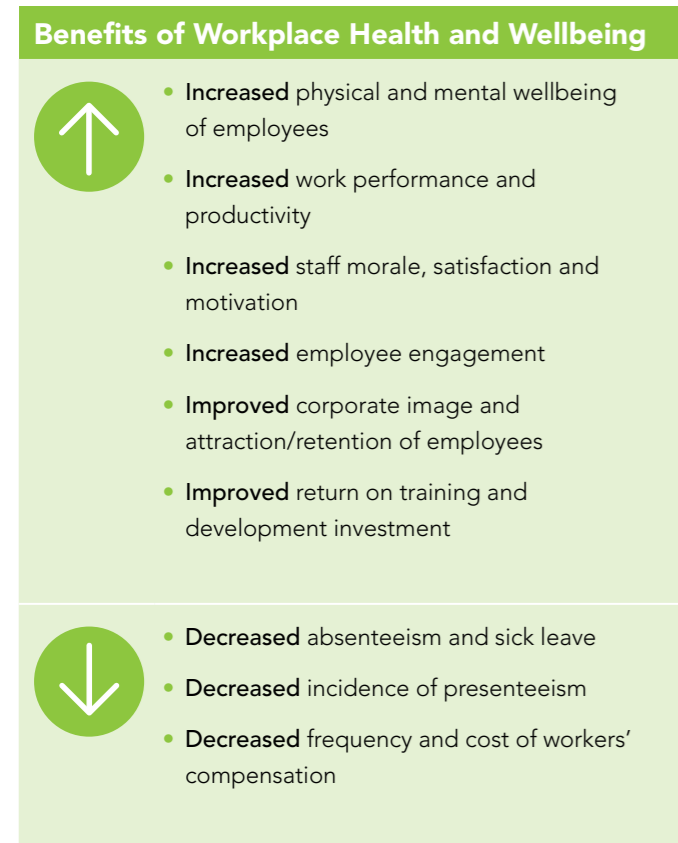 Benefits of Workplace Health and Wellbeing
• Increased physical and mental wellbeing
of employees
• Increased work performance and
productivity
• Increased staff morale, satisfaction and
motivation
• Increased employee engagement
• Improved corporate image and
attraction/retention of employees
• Improved return on training and
development investment
• Decreased absenteeism and sick leave
• Decreased incidence of presenteeism
• Decreased frequency and cost of workers’
compensation